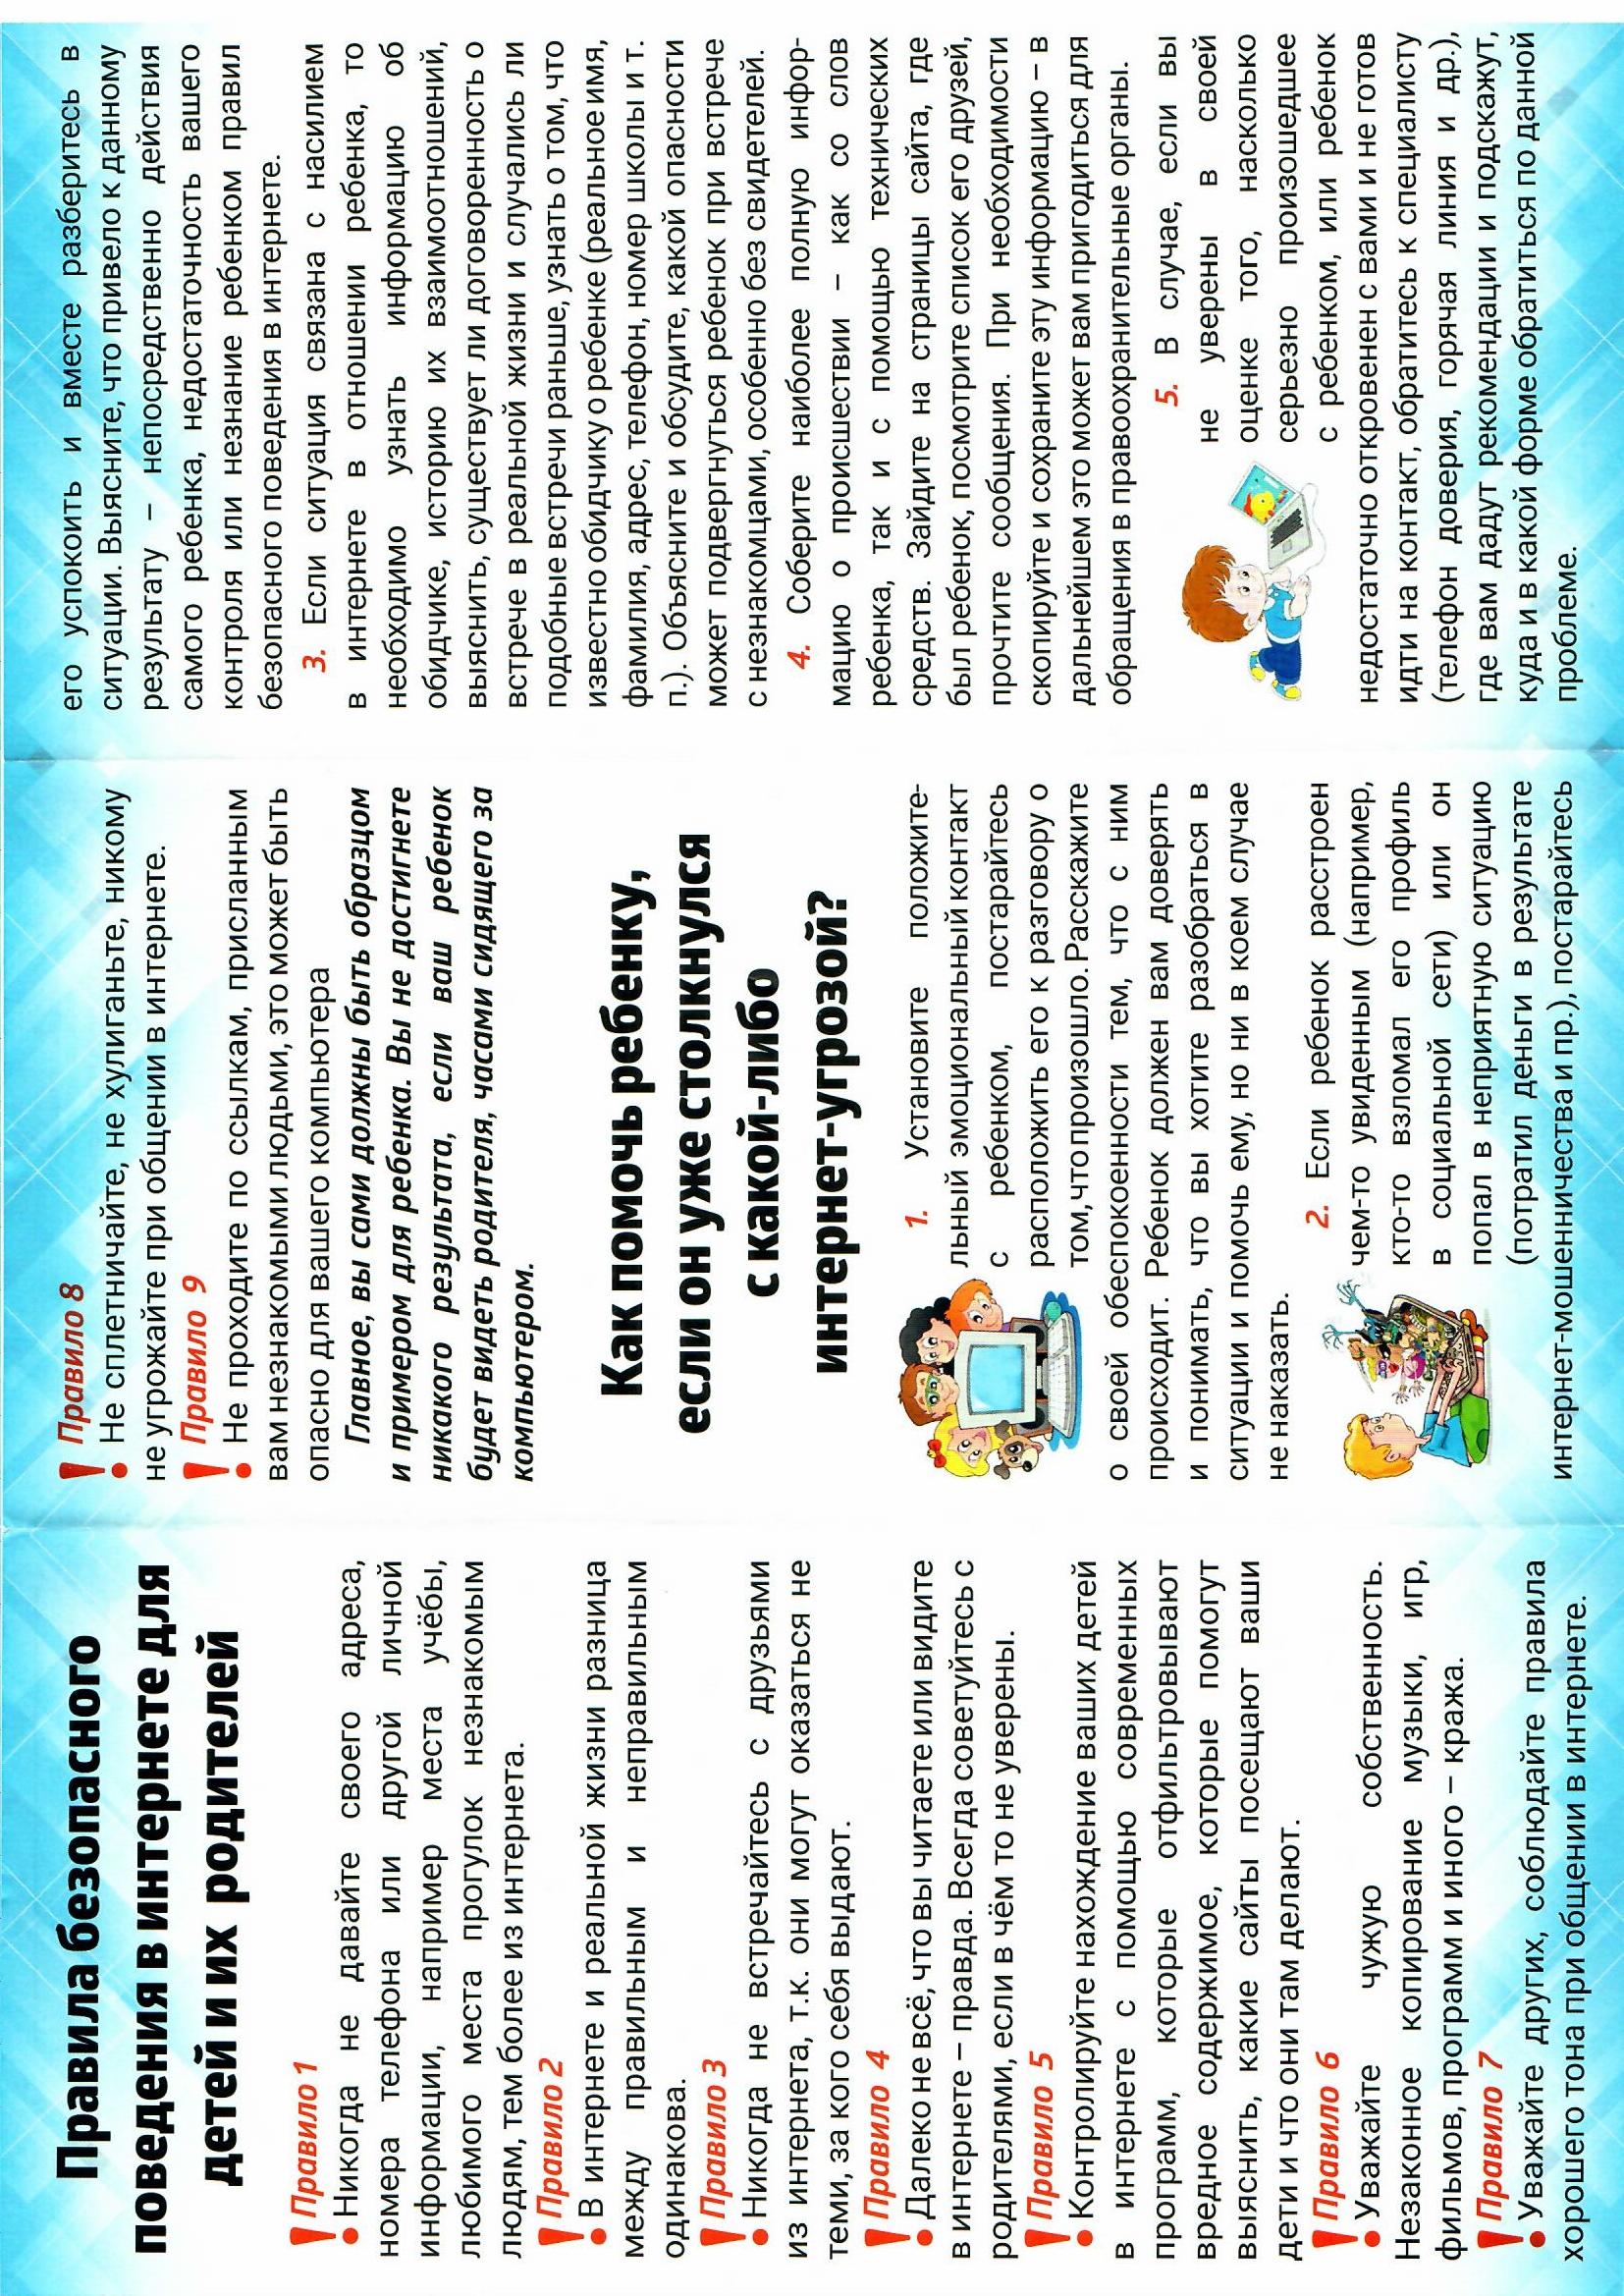 Правила безопасного
поведения в интернете для
детей и их родителей
Правило 1
Никогда не давайте своего адреса,
номера телефона или другой личной
информации, например места учёбы,
любимого места прогулок незнакомым
людям, тем более из интернета.
Правило 2
В интернете и реальной жизни разница
между правильным и неправильным
одинакова.
Правило 3
Никогда не встречайтесь с друзьями
из интернета, т.к. они могут оказаться не
теми, за кого себя выдают.
Правило 4
Далеко не всё, что вы читаете или видите
в интернете – правда. Всегда советуйтесь с
родителями, если в чём то не уверены.
Правило 5
Контролируйте нахождение ваших детей
в интернете с помощью современных
программ, которые отфильтровывают
вредное содержимое, которые помогут
выяснить, какие сайты посещают ваши
дети и что они там делают.
Правило 6
Уважайте чужую собственность.
Незаконное копирование музыки, игр,
фильмов, программ и иного – кража.
Правило 7
Уважайте других, соблюдайте правила
хорошего тона при общении в интернете.
Правило 8
Не сплетничайте, не хулиганьте, никому
не угрожайте при общении в интернете.
Правило 9
Не проходите по ссылкам, присланным
вам незнакомыми людьми, это может быть
опасно для вашего компьютера
Главное, вы сами должны быть образцом
и примером для ребенка. Вы не достигнете
никакого результата, если ваш ребенок
будет видеть родителя, часами сидящего за
компьютером.
Как помочь ребенку,
если он уже столкнулся
с какой-либо
интернет-угрозой?
1. Установите положите-
льный эмоциональный контакт
с ребенком, постарайтесь
расположить его к разговору о
том, что произошло. Расскажите
о своей обеспокоенности тем, что с ним
происходит. Ребенок должен вам доверять
и понимать, что вы хотите разобраться в
ситуации и помочь ему, но ни в коем случае
не наказать.
2. Если ребенок расстроен
чем-то увиденным (например,
кто-то взломал его профиль
в социальной сети) или он
попал в неприятную ситуацию
(потратил деньги в результате
интернет-мошенничества и пр.), постарайтесь
его успокоить и вместе разберитесь в
ситуации. Выясните, что привело к данному
результату – непосредственно действия
самого ребенка, недостаточность вашего
контроля или незнание ребенком правил
безопасного поведения в интернете.
3. Если ситуация связана с насилием
в интернете в отношении ребенка, то
необходимо узнать информацию об
обидчике, историю их взаимоотношений,
выяснить, существует ли договоренность о
встрече в реальной жизни и случались ли
подобные встречи раньше, узнать о том, что
известно обидчику о ребенке (реальное имя,
фамилия, адрес, телефон, номер школы и т.
п.). Объясните и обсудите, какой опасности
может подвергнуться ребенок при встрече
с незнакомцами, особенно без свидетелей.
4. Соберите наиболее полную инфор-
мацию о происшествии – как со слов
ребенка, так и с помощью технических
средств. Зайдите на страницы сайта, где
был ребенок, посмотрите список его друзей,
прочтите сообщения. При необходимости
скопируйте и сохраните эту информацию – в
дальнейшем это может вам пригодиться для
обращения в правоохранительные органы.
5. В случае, если вы
не уверены в своей
оценке того, насколько
серьезно произошедшее
с ребенком, или ребенок
недостаточно откровенен с вами и не готов
идти на контакт, обратитесь к специалисту
(телефон доверия, горячая линия и др.),
где вам дадут рекомендации и подскажут,
куда и в какой форме обратиться по данной
проблеме.